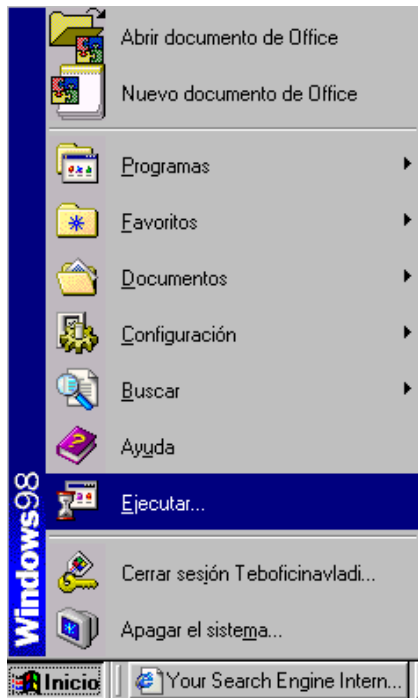 Abrir documento de Office
Nuevo documento de Office
Programas
Favoritos
Documentos
Configuración
Buscar
Ayuda
Ejecutar...
Cerrar sesión Teboficinavladi...
Apagar el sistema...
Windows98
Inicio
Your Search Engine Intern...